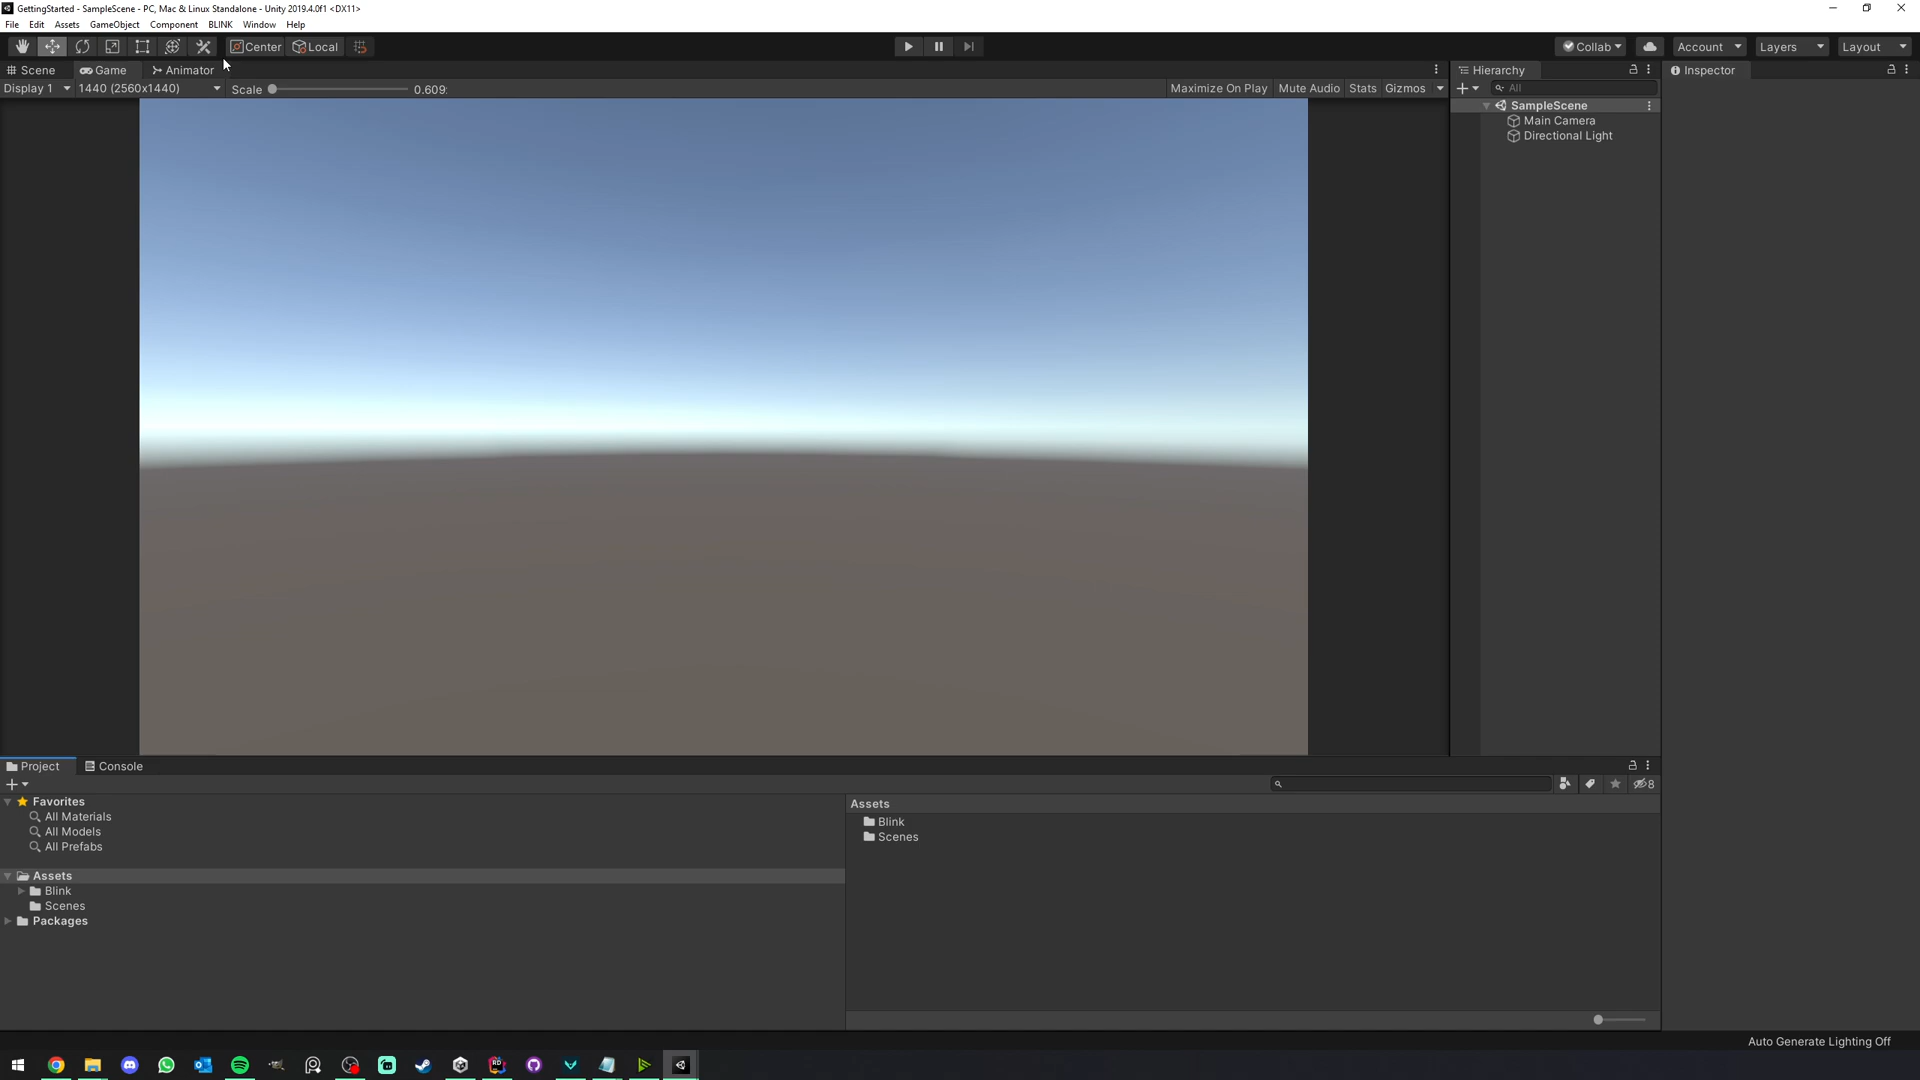 GettingStarted - SampleScene - PC, Mac & Linux Standalone - Unity 2019.4.0f1 <DX11>
File Edit Assets GameObject Component BLINK Window Help
Center Local Collab Account Layers Layout
Scene Game Animator Hierarchy Inspector
Display 1 1440 (2560x1440) Scale 0.609: Maximize On Play Mute Audio Stats Gizmos All
SampleScene
Main Camera
Directional Light
Project Console
8
Favorites
All Materials
All Models
All Prefabs
Assets
Blink
Scenes
Packages
Assets
Blink
Scenes
Auto Generate Lighting Off